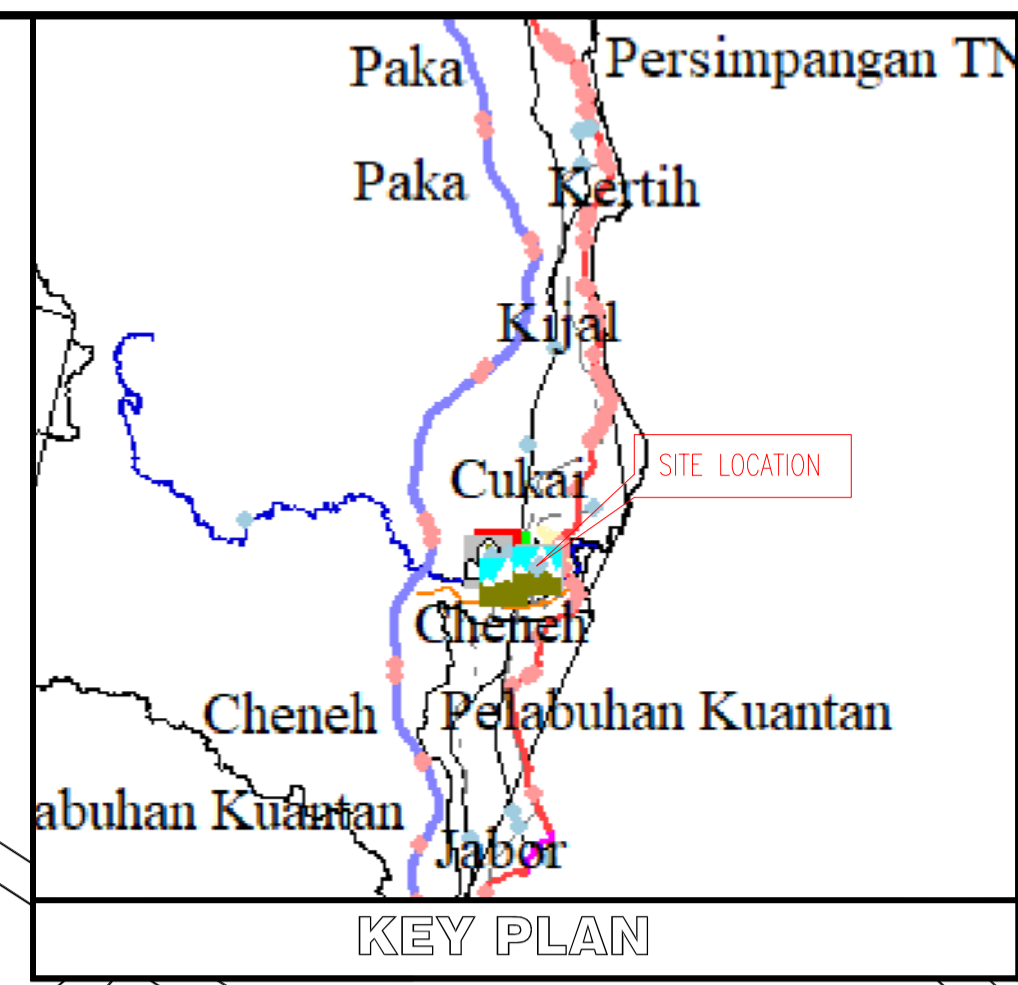 Paka
Persimpangan TN
Paka
Kertih
Kijal
Cukai
SITE LOCATION
Cheneh
Cheneh
Pelabuhan Kuantan
abuhan Kuantan
Jabor
KEY PLAN